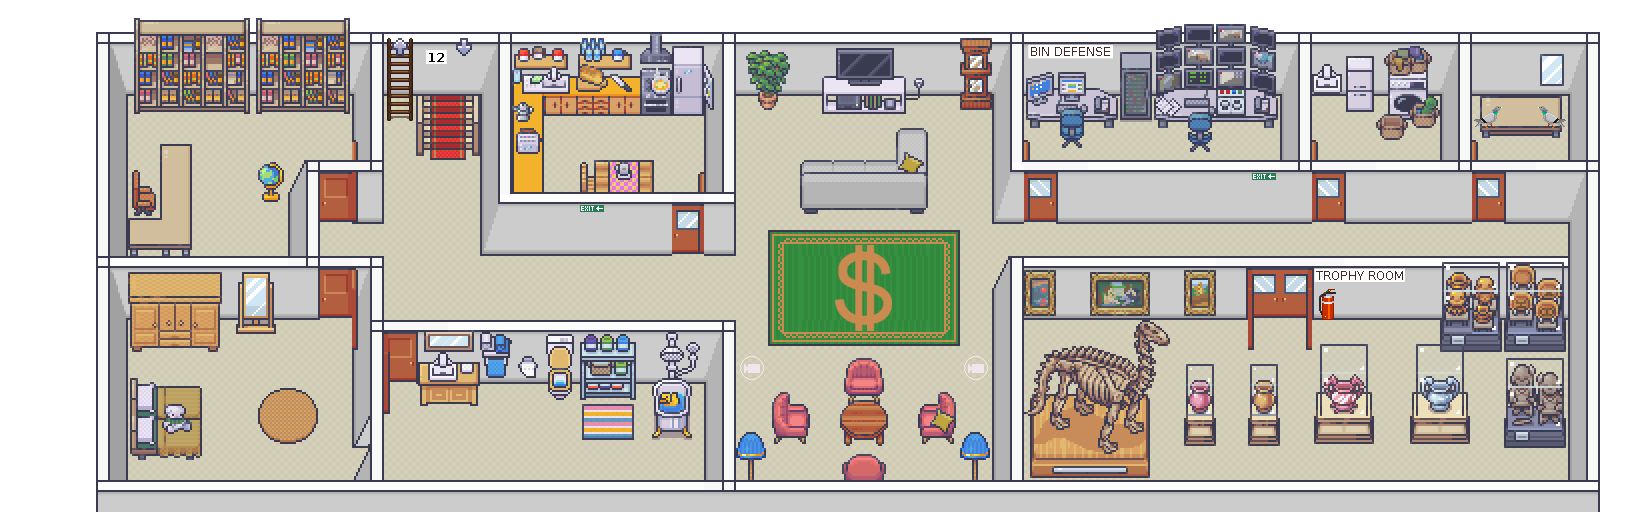 12
BIN DEFENSE
EXIT←
EXIT←
$
TROPHY ROOM